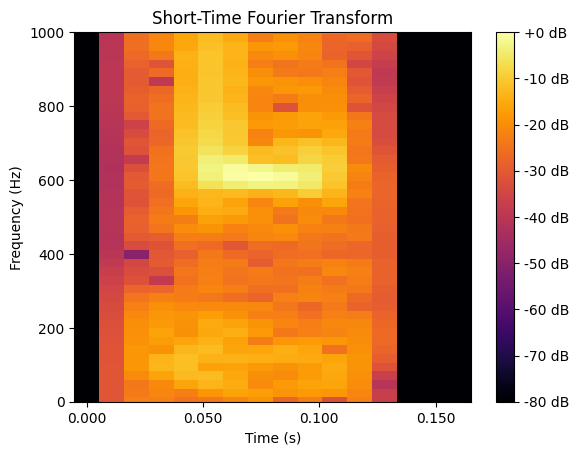 Short-Time Fourier Transform
1000
800
600
400
200
0
Frequency (Hz)
0.000
0.050
0.100
0.150
Time (s)
+0 dB
-10 dB
-20 dB
-30 dB
-40 dB
-50 dB
-60 dB
-70 dB
-80 dB